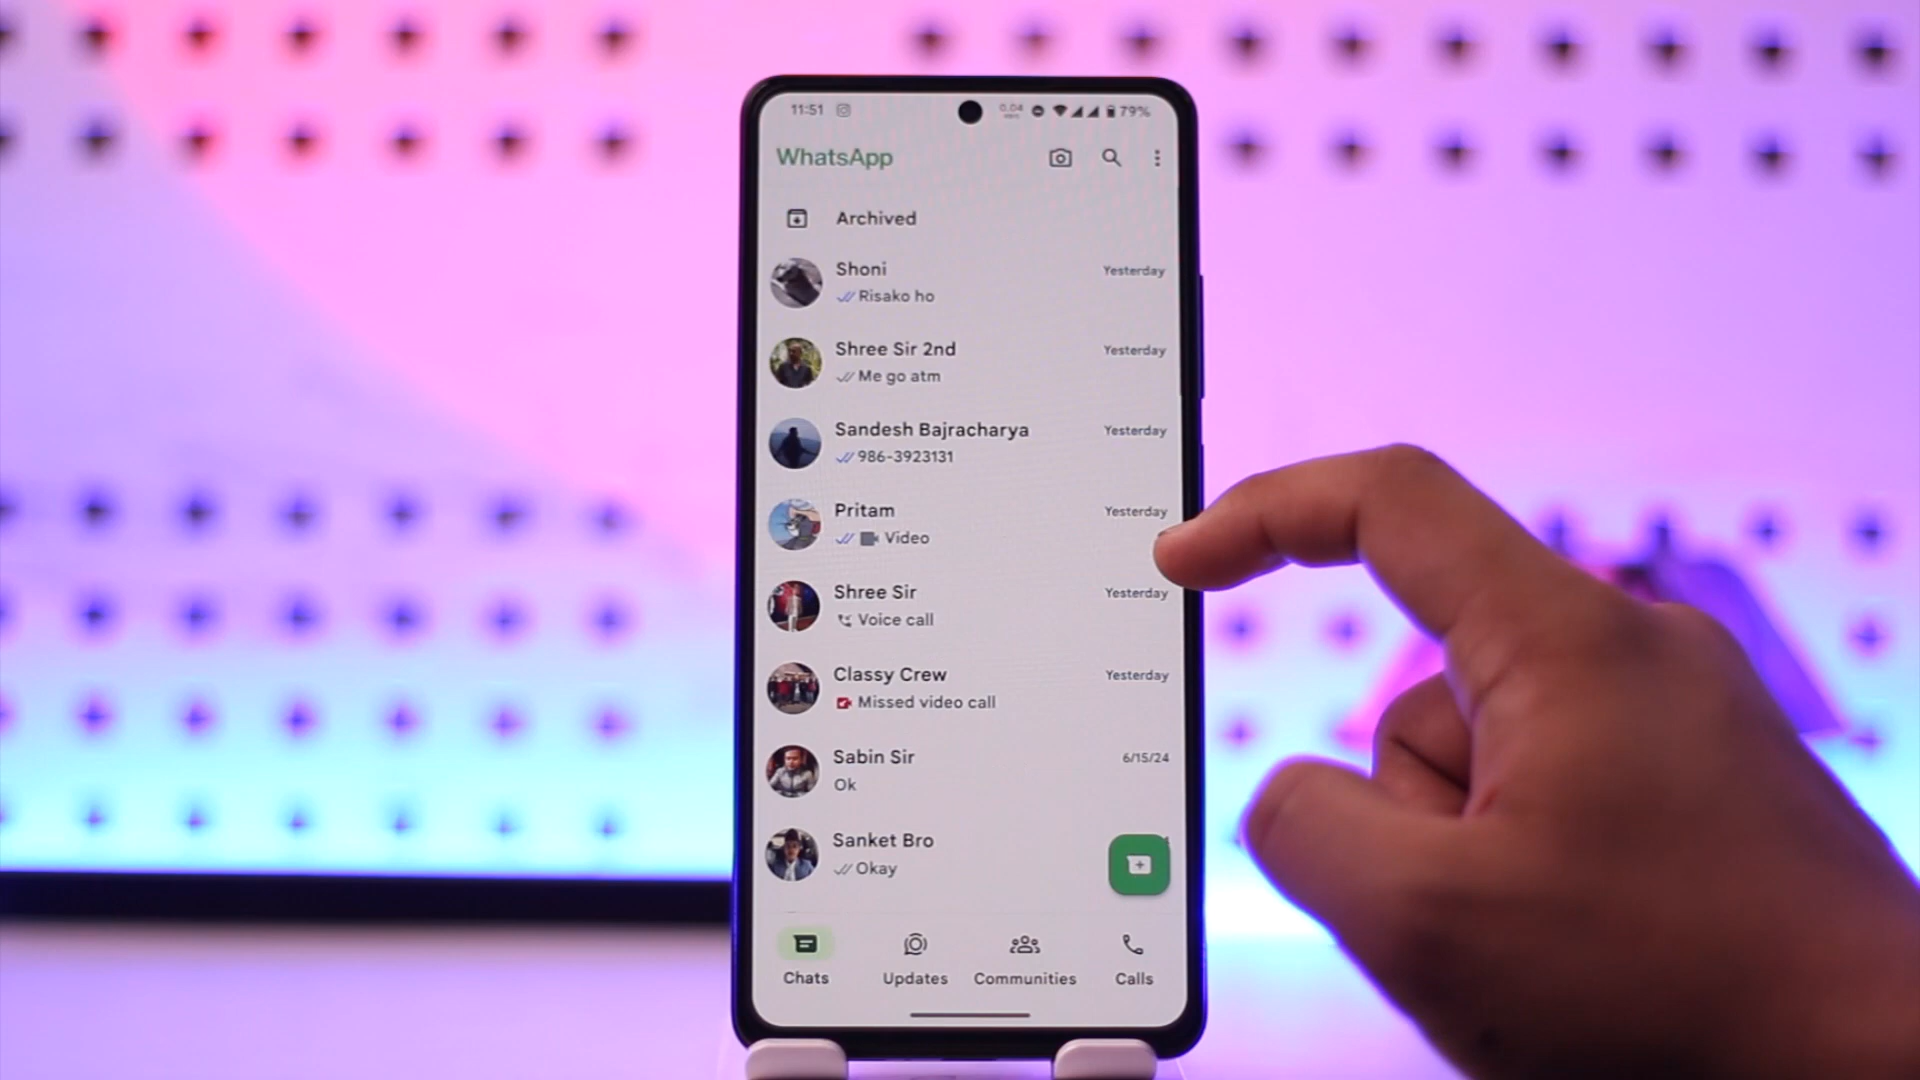 11:51 79%
WhatsApp
Archived
Shoni Yesterday
Risako ho
Shree Sir 2nd Yesterday
Me go atm
Sandesh Bajracharya Yesterday
986-3923131
Pritam Yesterday
Video
Shree Sir Yesterday
Voice call
Classy Crew Yesterday
Missed video call
Sabin Sir 6/15/24
Ok
Sanket Bro
Okay
Chats Updates Communities Calls